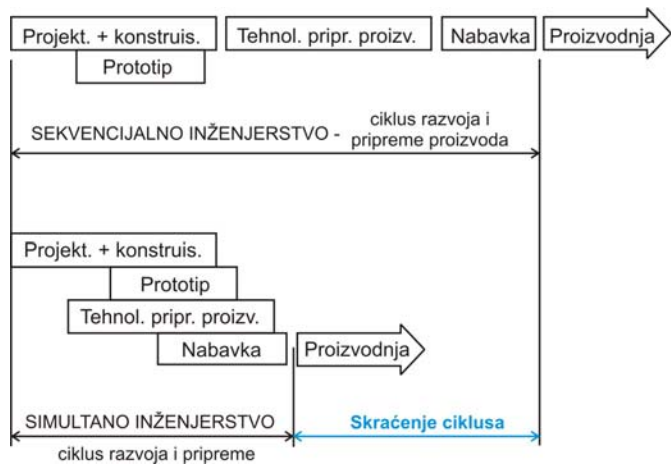 Projekt. + konstruis.
Tehnol. pripr. proizv.
Nabavka
Proizvodnja
Prototip
SEKVENCIJALNO INŽENJERSTVO - ciklus razvoja i
pripreme proizvoda
Projekt. + konstruis.
Prototip
Tehnol. pripr. proizv.
Nabavka
Proizvodnja
SIMULTANO INŽENJERSTVO
Skraćenje ciklusa
ciklus razvoja i pripreme